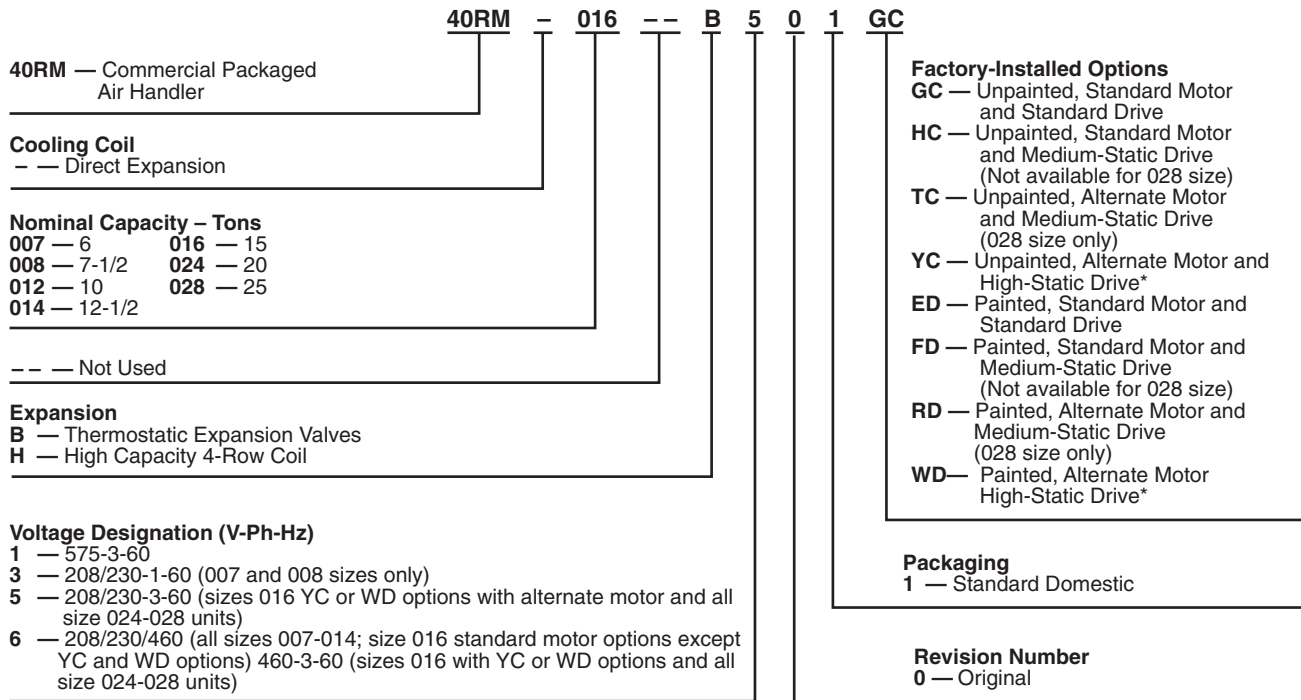 40RM – 016 –– B 5 0 1 GC
40RM — Commercial Packaged
Air Handler
Cooling Coil
– — Direct Expansion
Nominal Capacity – Tons
007 — 6 016 — 15
008 — 7-1/2 024 — 20
012 — 10 028 — 25
014 — 12-1/2
–– — Not Used
Expansion
B — Thermostatic Expansion Valves
H — High Capacity 4-Row Coil
Voltage Designation (V-Ph-Hz)
1 — 575-3-60
3 — 208/230-1-60 (007 and 008 sizes only)
5 — 208/230-3-60 (sizes 016 YC or WD options with alternate motor and all
size 024-028 units)
6 — 208/230/460 (all sizes 007-014; size 016 standard motor options except
YC and WD options) 460-3-60 (sizes 016 with YC or WD options and all
size 024-028 units)
Factory-Installed Options
GC — Unpainted, Standard Motor
and Standard Drive
HC — Unpainted, Standard Motor
and Medium-Static Drive
(Not available for 028 size)
TC — Unpainted, Alternate Motor
and Medium-Static Drive
(028 size only)
YC — Unpainted, Alternate Motor and
High-Static Drive*
ED — Painted, Standard Motor and
Standard Drive
FD — Painted, Standard Motor and
Medium-Static Drive
(Not available for 028 size)
RD — Painted, Alternate Motor and
Medium-Static Drive
(028 size only)
WD— Painted, Alternate Motor
High-Static Drive*
Packaging
1 — Standard Domestic
Revision Number
0 — Original